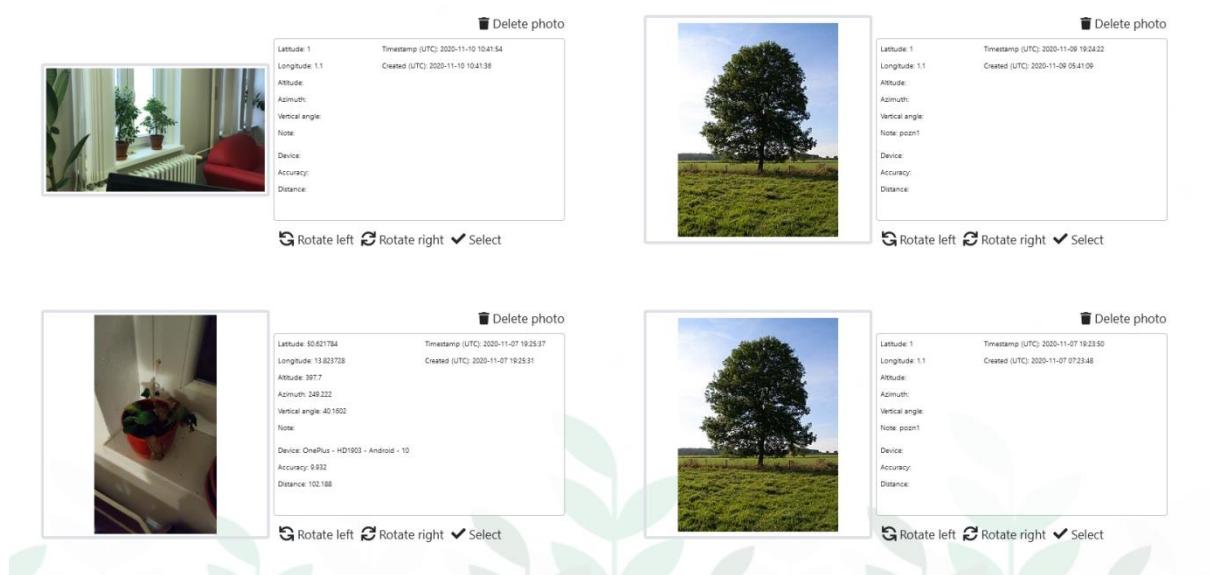 Delete photo
Latitude: 1 Timestamp (UTC): 2020-11-10 10:41:54
Longitude: 1.1 Created (UTC): 2020-11-10 10:41:36
Altitude:
Azimuth:
Vertical angle:
Note:
Device:
Accuracy:
Distance:
Rotate left Rotate right Select
Delete photo
Latitude: 1 Timestamp (UTC): 2020-11-09 19:24:22
Longitude: 1.1 Created (UTC): 2020-11-09 05:41:09
Altitude:
Azimuth:
Vertical angle:
Note: pozn1
Device:
Accuracy:
Distance:
Rotate left Rotate right Select
Delete photo
Latitude: 50.621784 Timestamp (UTC): 2020-11-07 19:25:37
Longitude: 13.823728 Created (UTC): 2020-11-07 19:25:31
Altitude: 397.7
Azimuth: 249.222
Vertical angle: 40.1602
Note:
Device: OnePlus - HD1903 - Android - 10
Accuracy: 9.932
Distance: 102.188
Rotate left Rotate right Select
Delete photo
Latitude: 1 Timestamp (UTC): 2020-11-07 19:23:50
Longitude: 1.1 Created (UTC): 2020-11-07 07:23:48
Altitude:
Azimuth:
Vertical angle:
Note: pozn1
Device:
Accuracy:
Distance:
Rotate left Rotate right Select